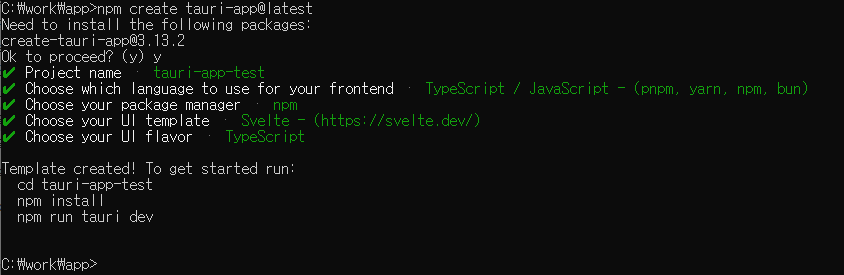 C:₩work₩app>npm create tauri-app@latest
Need to install the following packages:
create-tauri-app@3.13.2
Ok to proceed? (y) y
✔ Project name · tauri-app-test
✔ Choose which language to use for your frontend · TypeScript / JavaScript - (pnpm, yarn, npm, bun)
✔ Choose your package manager · npm
✔ Choose your UI template · Svelte - (https://svelte.dev/)
✔ Choose your UI flavor · TypeScript
Template created! To get started run:
cd tauri-app-test
npm install
npm run tauri dev
C:₩work₩app>